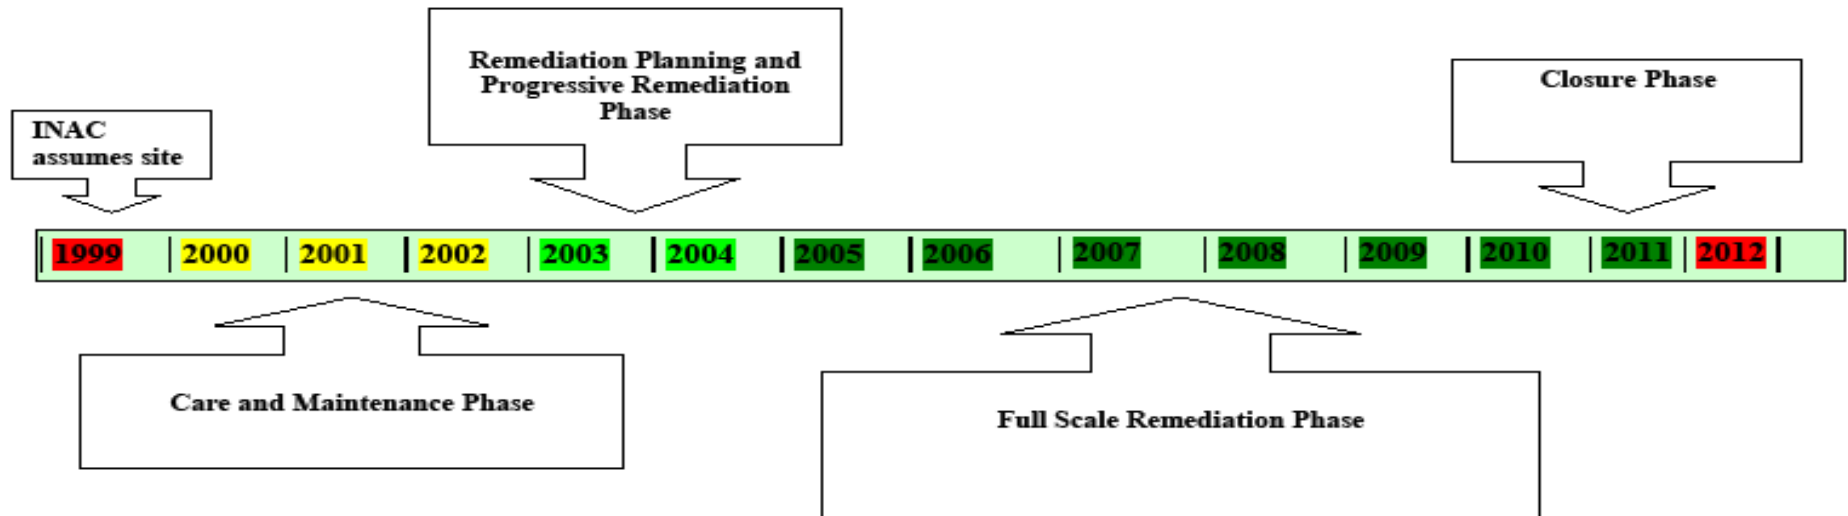 Remediation Planning and
Progressive Remediation
Phase
Closure Phase
INAC
assumes site
1999 2000 2001 2002 2003 2004 2005 2006 2007 2008 2009 2010 2011 2012
Care and Maintenance Phase
Full Scale Remediation Phase